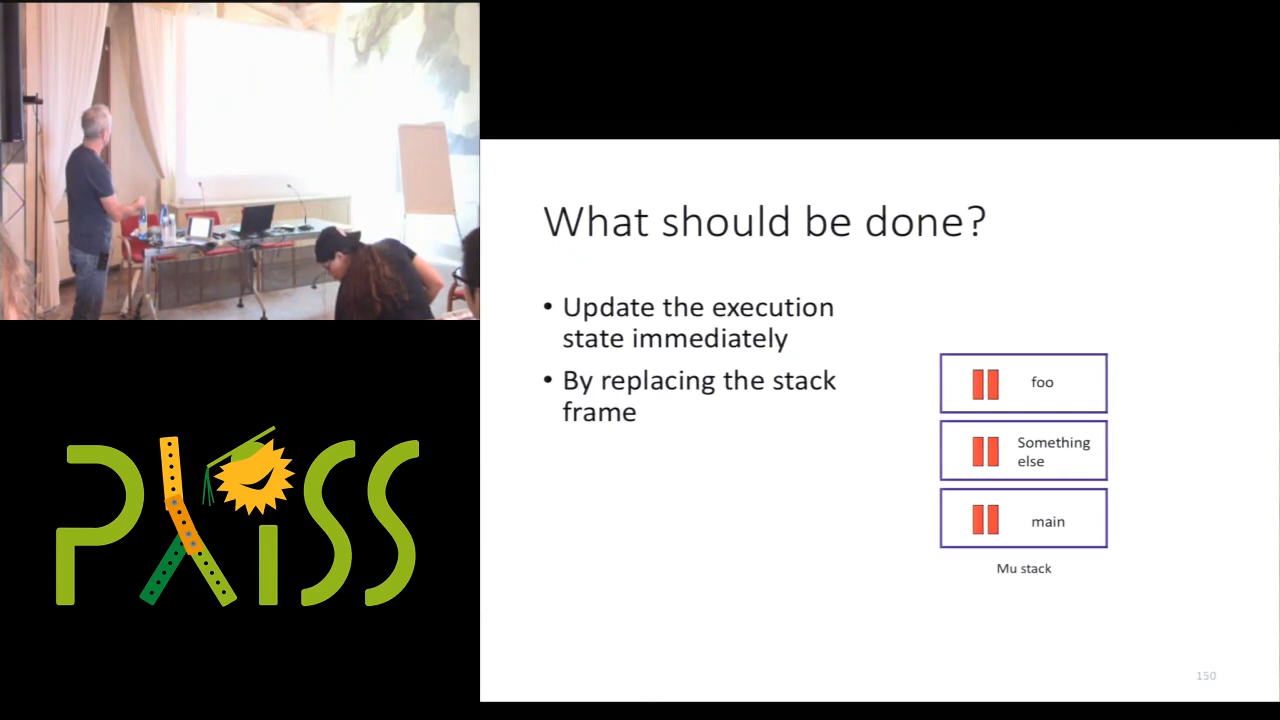 What should be done?
• Update the execution
state immediately
• By replacing the stack
frame
foo
Something
else
main
Mu stack
150
PLISS